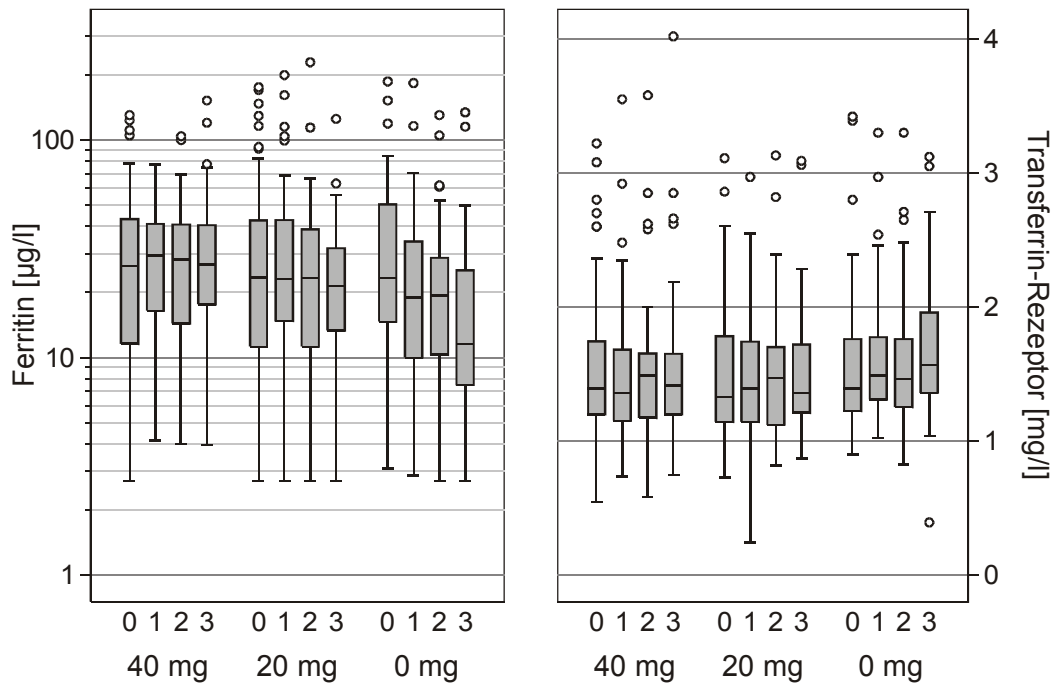 Ferritin [µg/l]
100
10
1
0 1 2 3 0 1 2 3 0 1 2 3
40 mg 20 mg 0 mg
Transferrin-Rezeptor [mg/l]
4
3
2
1
0
0 1 2 3 0 1 2 3 0 1 2 3
40 mg 20 mg 0 mg